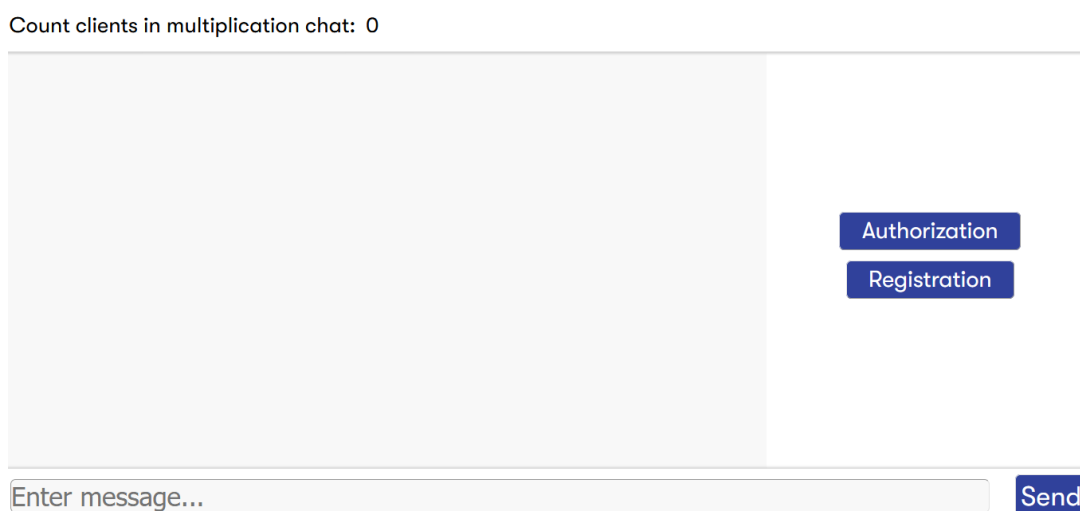 Count clients in multiplication chat: 0
Authorization
Registration
Enter message...
Send